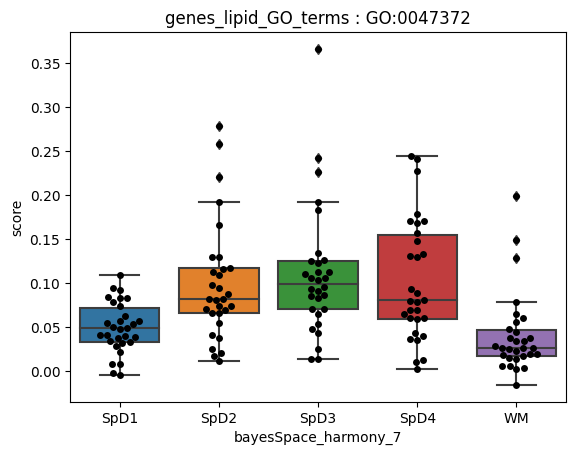 genes_lipid_GO_terms : GO:0047372
0.35
0.30
0.25
0.20
0.15
0.10
0.05
0.00
score
SpD1 SpD2 SpD3 SpD4 WM
bayesSpace_harmony_7